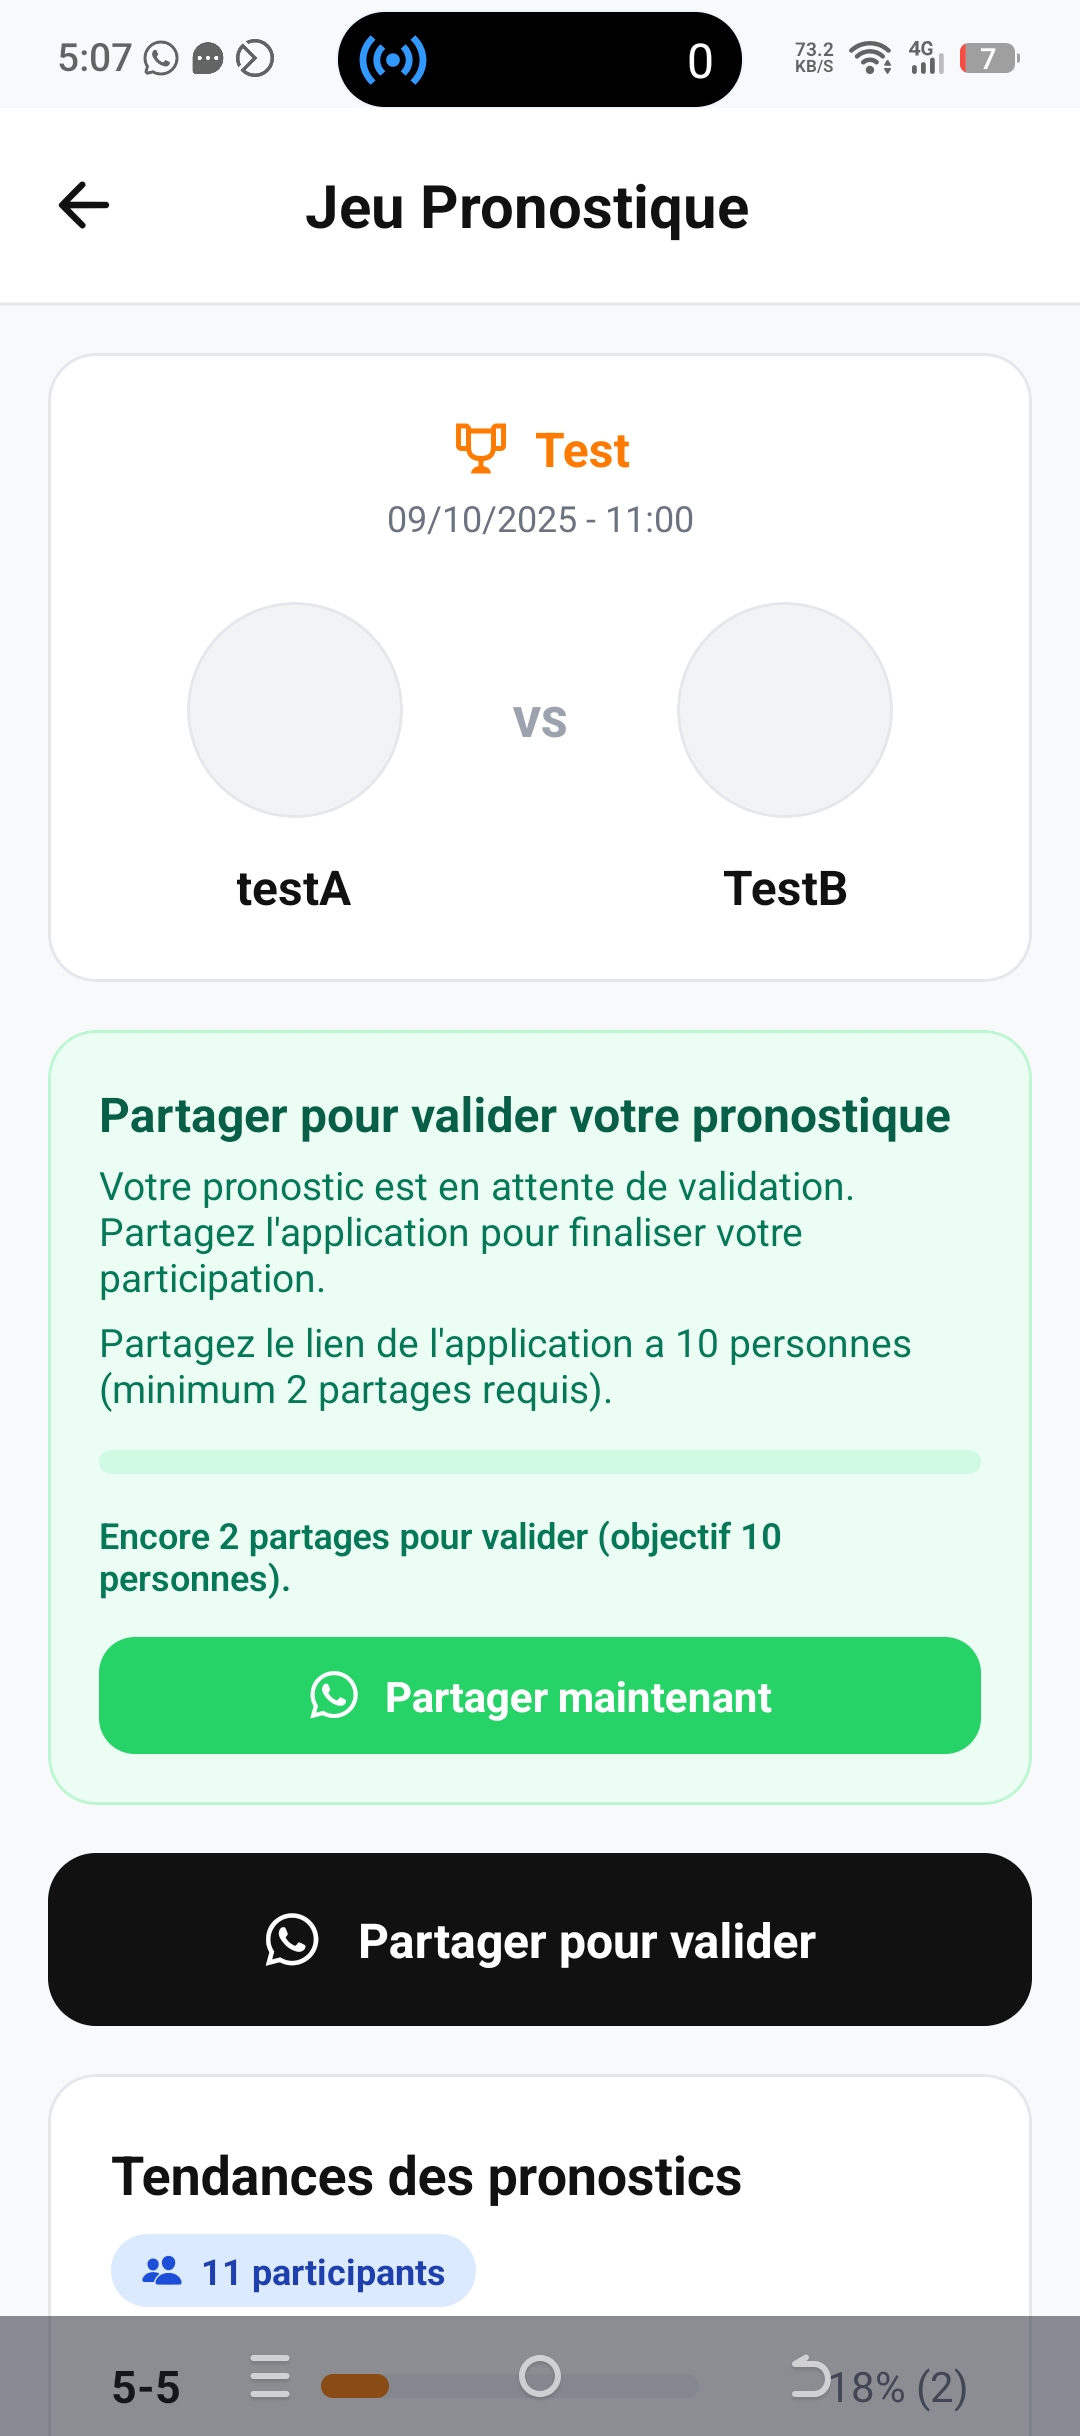 5:07
0
73.2
KB/S
4G
7
Jeu Pronostique
Test
09/10/2025 - 11:00
VS
testA
TestB
Partager pour valider votre pronostique
Votre pronostic est en attente de validation.
Partagez l'application pour finaliser votre
participation.
Partagez le lien de l'application a 10 personnes
(minimum 2 partages requis).
Encore 2 partages pour valider (objectif 10
personnes).
Partager maintenant
Partager pour valider
Tendances des pronostics
11 participants
5-5
18% (2)